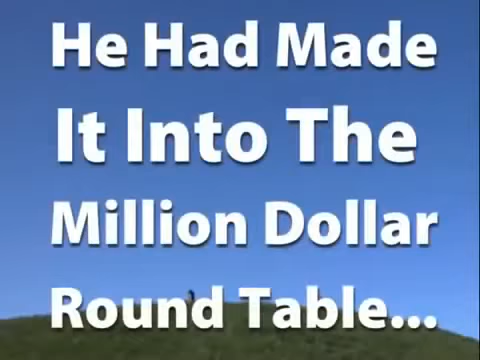 He Had Made
It Into The
Million Dollar
Round Table...